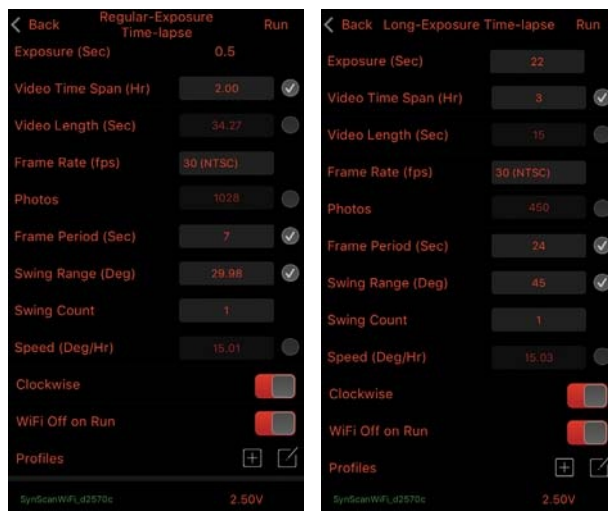 Back Regular-Exposure Time-lapse Run
Exposure (Sec) 0.5
Video Time Span (Hr) 2.00
Video Length (Sec) 34.27
Frame Rate (fps) 30 (NTSC)
Photos 1028
Frame Period (Sec) 7
Swing Range (Deg) 29.98
Swing Count 1
Speed (Deg/Hr) 15.01
Clockwise
WiFi Off on Run
Profiles
SynScanWiFi_d2570c 2.50V
Back Long-Exposure Time-lapse Run
Exposure (Sec) 22
Video Time Span (Hr) 3
Video Length (Sec) 15
Frame Rate (fps) 30 (NTSC)
Photos 450
Frame Period (Sec) 24
Swing Range (Deg) 45
Swing Count 1
Speed (Deg/Hr) 15.03
Clockwise
WiFi Off on Run
Profiles
SynScanWiFi_d2570c 2.50V